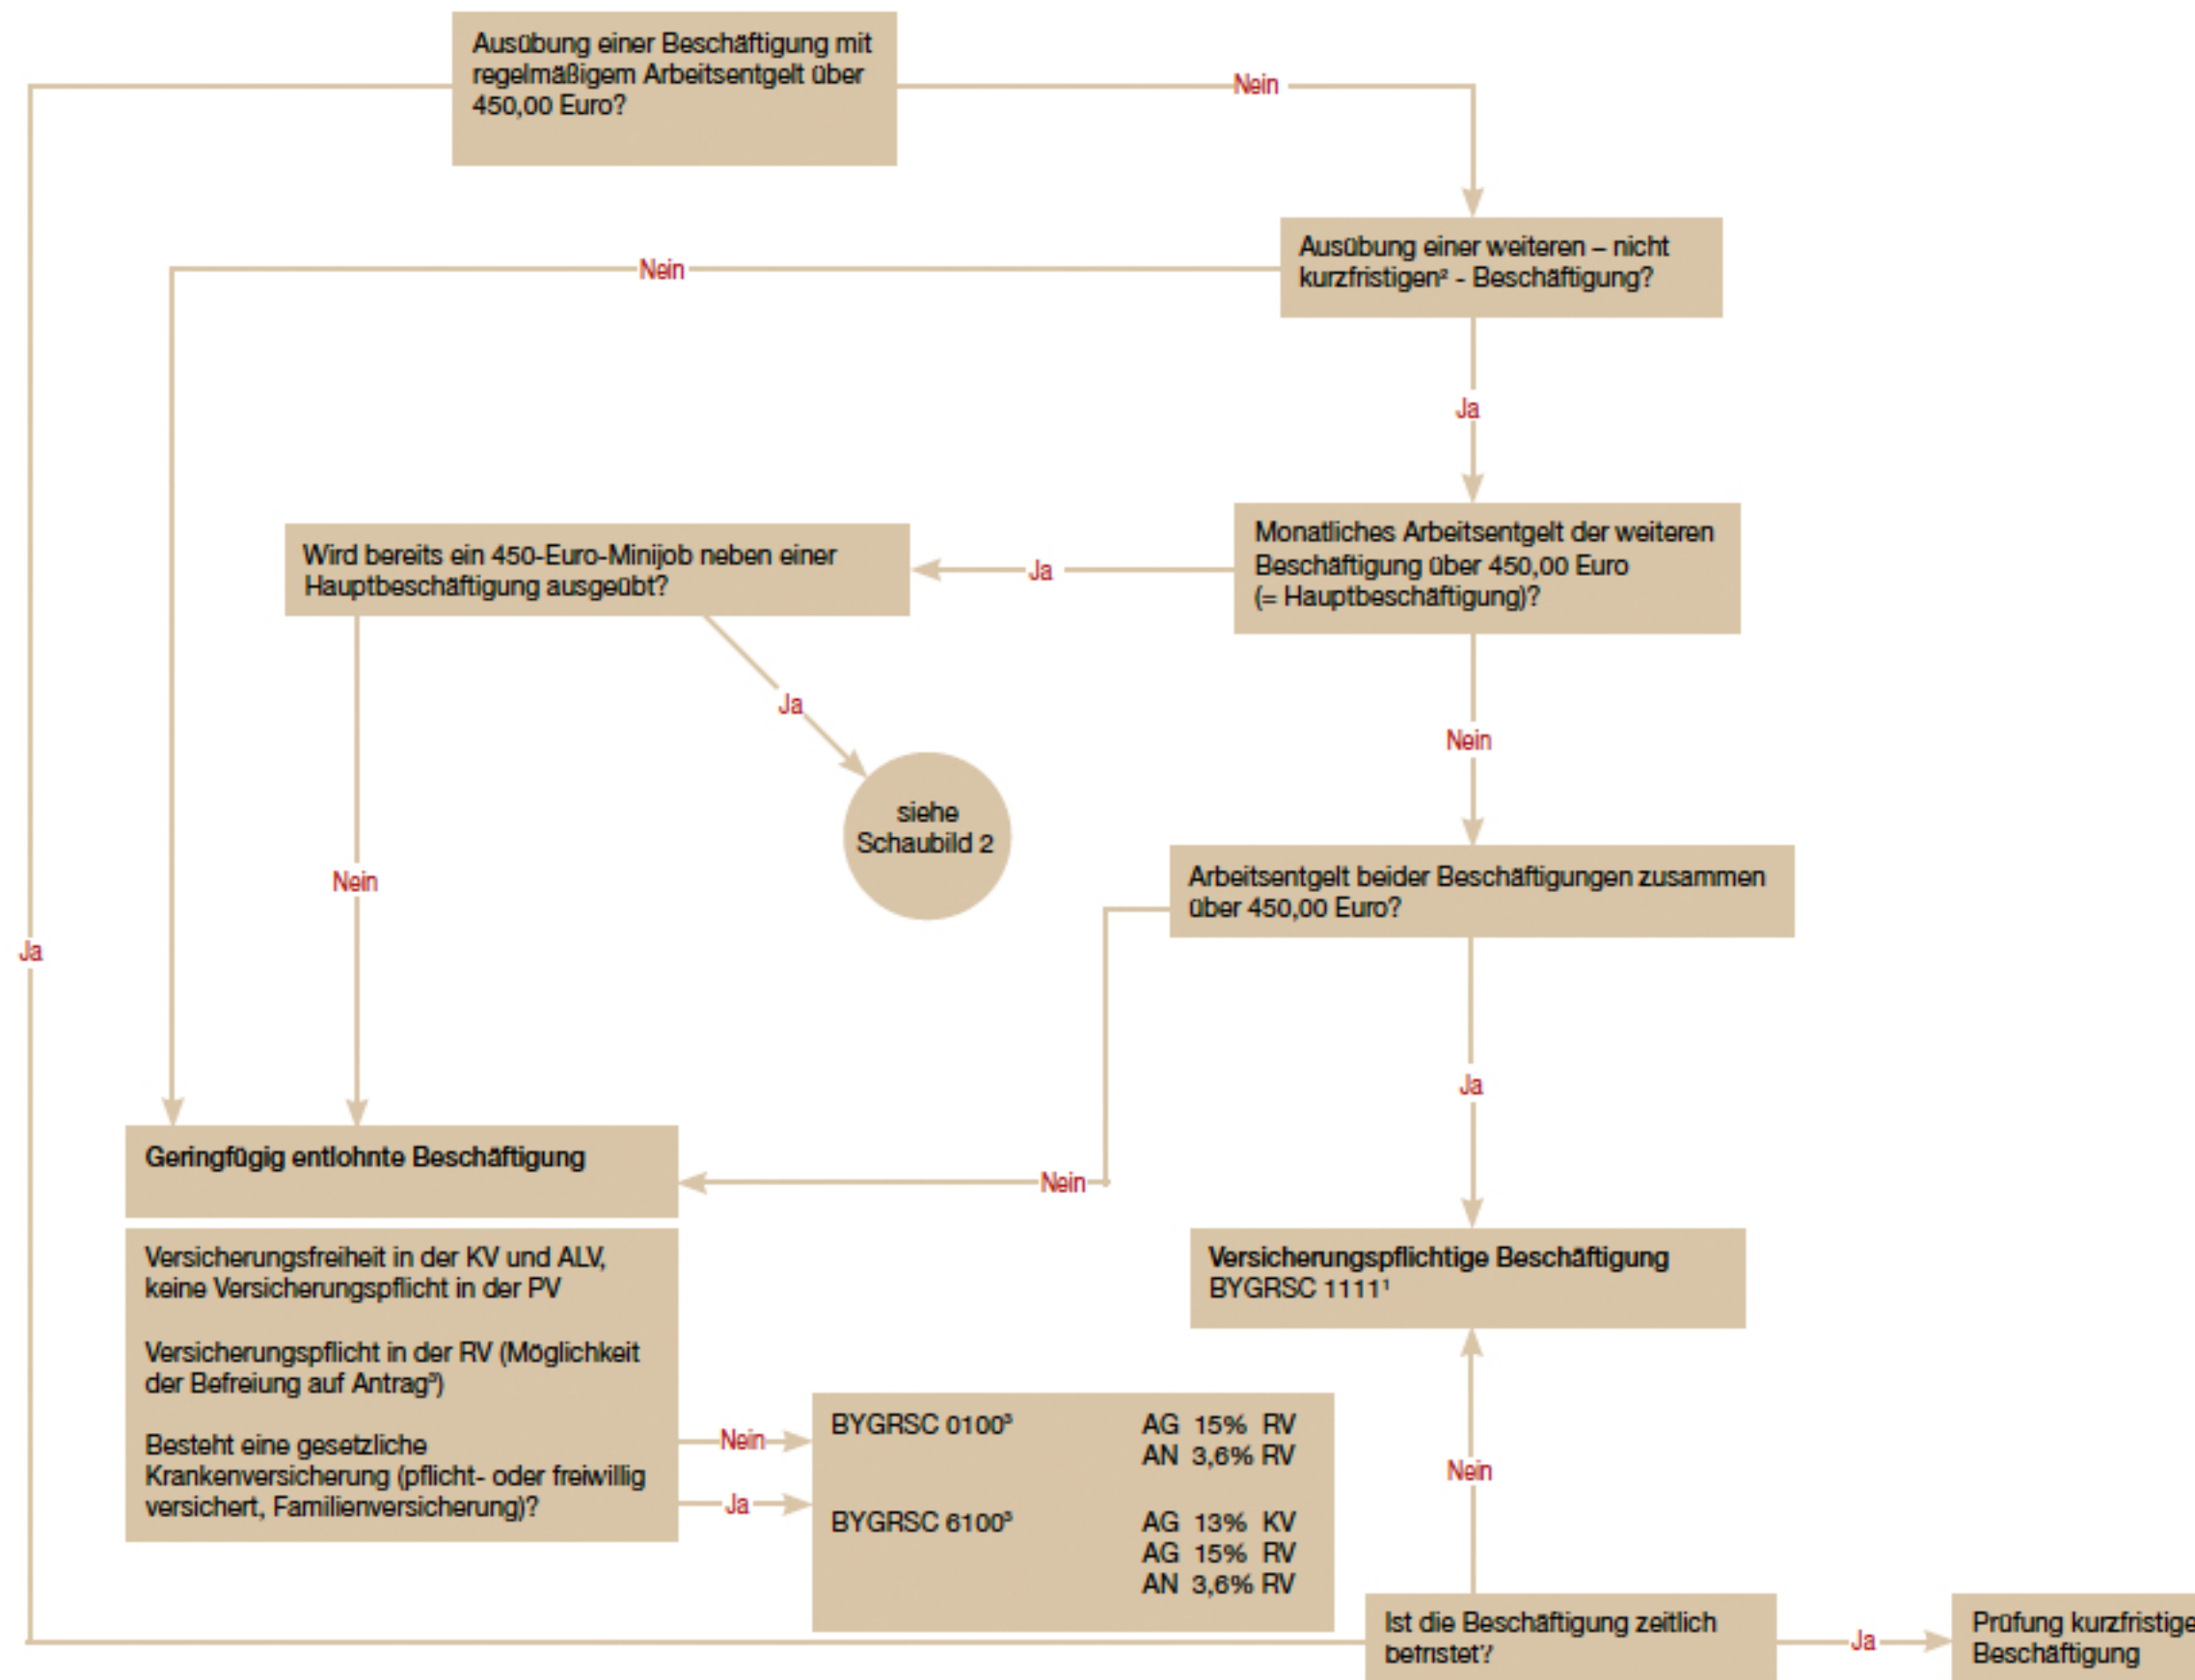 Ausübung einer Beschäftigung mit
regelmäßigem Arbeitsentgelt über
450,00 Euro?
Nein
Ausübung einer weiteren – nicht
kurzfristigen² - Beschäftigung?
Nein
Ja
Monatliches Arbeitsentgelt der weiteren
Beschäftigung über 450,00 Euro
(= Hauptbeschäftigung)?
Ja
Wird bereits ein 450-Euro-Minijob neben einer
Hauptbeschäftigung ausgeübt?
Ja
siehe
Schaubild 2
Nein
Nein
Arbeitsentgelt beider Beschäftigungen zusammen
über 450,00 Euro?
Ja
Ja
Nein
Geringfügig entlohnte Beschäftigung
Versicherungsfreiheit in der KV und ALV,
keine Versicherungspflicht in der PV
Versicherungspflicht in der RV (Möglichkeit
der Befreiung auf Antrag³)
Besteht eine gesetzliche
Krankenversicherung (pflicht- oder freiwillig
versichert, Familienversicherung)?
Nein
Ja
BYGRSC 0100³ AG 15% RV
AN 3,6% RV
BYGRSC 6100³ AG 13% KV
AG 15% RV
AN 3,6% RV
Versicherungspflichtige Beschäftigung
BYGRSC 1111¹
Nein
Ist die Beschäftigung zeitlich
befristet?
Ja
Prüfung kurzfristige
Beschäftigung